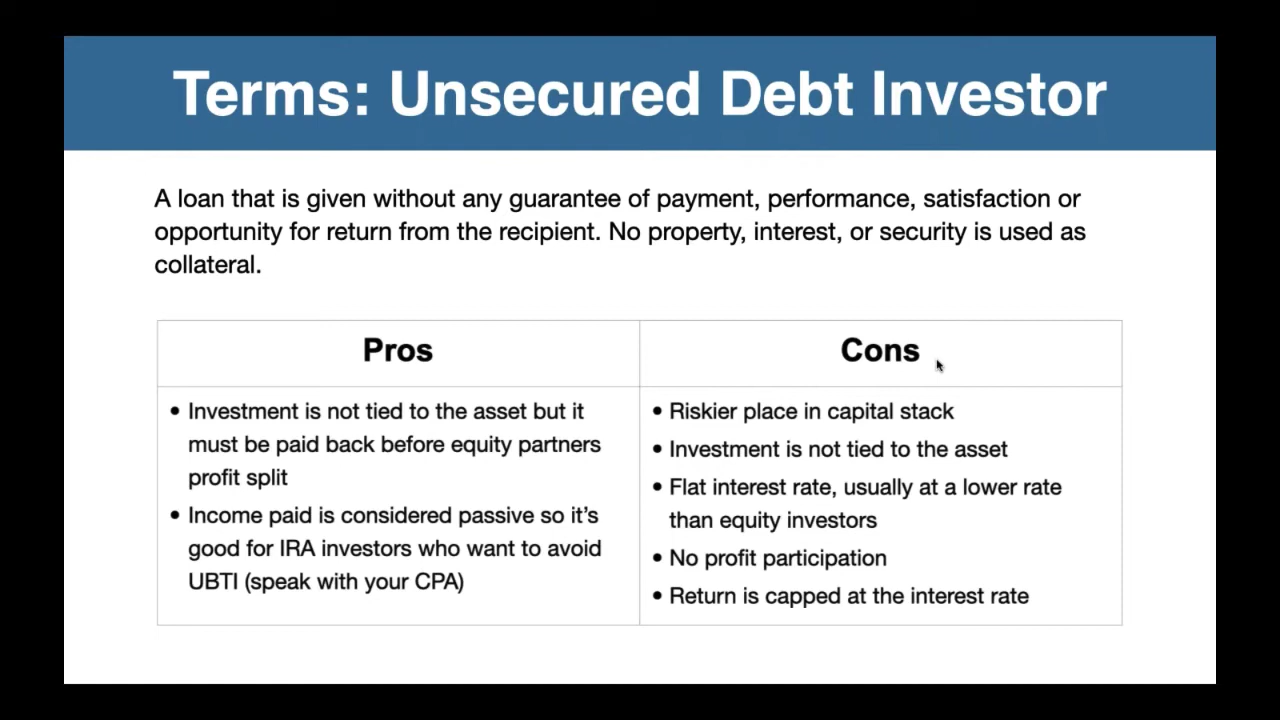 Terms: Unsecured Debt Investor
A loan that is given without any guarantee of payment, performance, satisfaction or
opportunity for return from the recipient. No property, interest, or security is used as
collateral.
Pros
• Investment is not tied to the asset but it
must be paid back before equity partners
profit split
• Income paid is considered passive so it’s
good for IRA investors who want to avoid
UBTI (speak with your CPA)
Cons
• Riskier place in capital stack
• Investment is not tied to the asset
• Flat interest rate, usually at a lower rate
than equity investors
• No profit participation
• Return is capped at the interest rate